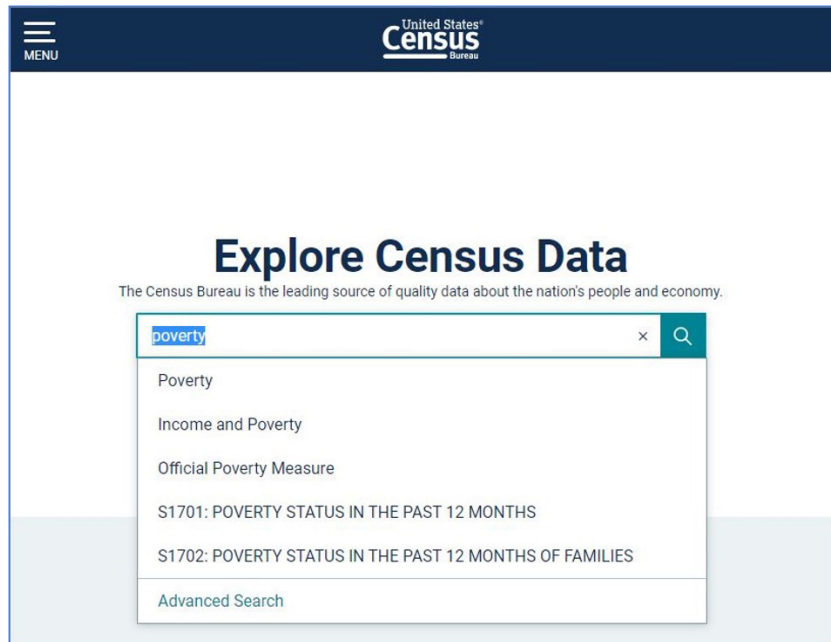 MENU
United States®
Census
Bureau
Explore Census Data
The Census Bureau is the leading source of quality data about the nation's people and economy.
poverty ×
Poverty
Income and Poverty
Official Poverty Measure
S1701: POVERTY STATUS IN THE PAST 12 MONTHS
S1702: POVERTY STATUS IN THE PAST 12 MONTHS OF FAMILIES
Advanced Search